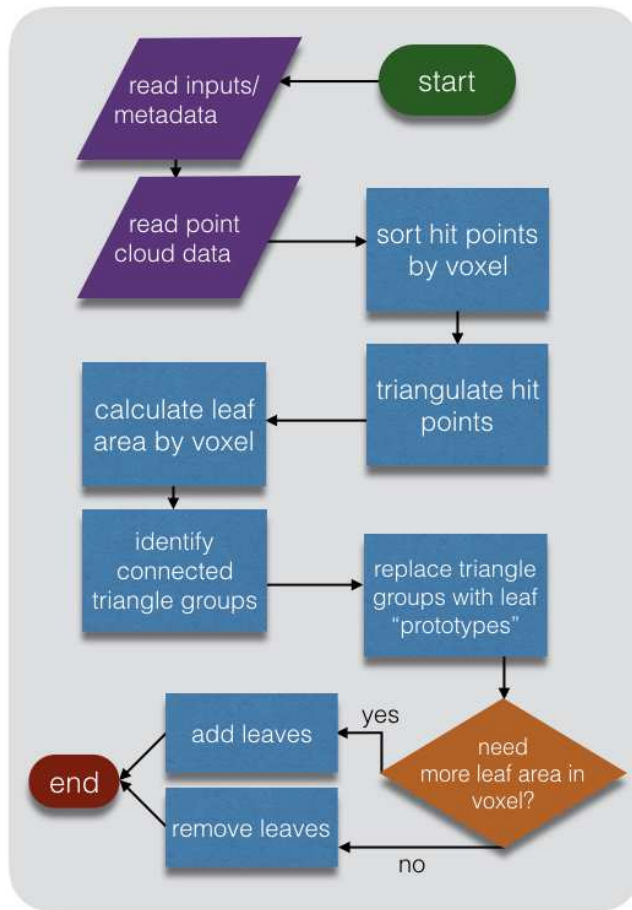 start
read inputs/
metadata
read point
cloud data
sort hit points
by voxel
triangulate hit
points
calculate leaf
area by voxel
identify
connected
triangle groups
replace triangle
groups with leaf
“prototypes”
need
more leaf area in
voxel?
yes
add leaves
no
remove leaves
end